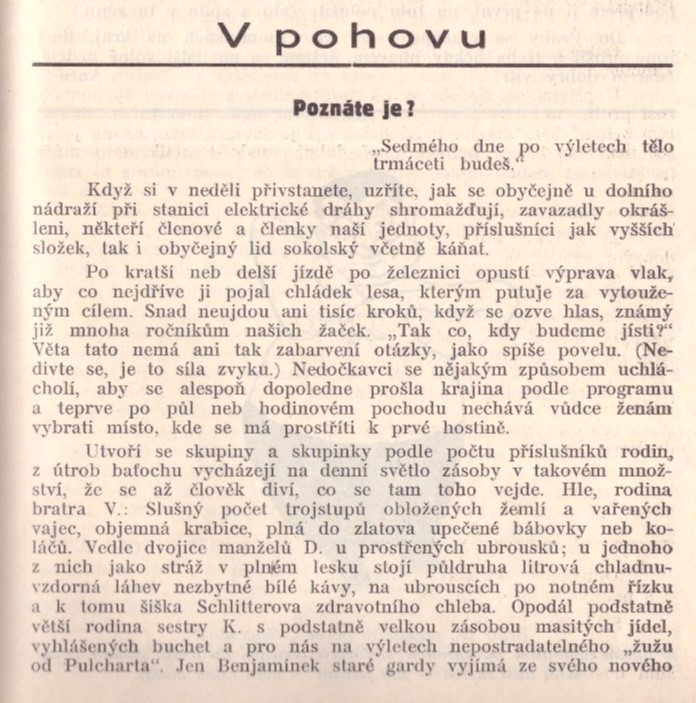 V pohovu
Poznáte je?
„Sedmého dne po výletech tělo
trmáceti budeš.“
Když si v neděli přivstanete, uzříte, jak se obyčejně u dolního
nádraží při stanici elektrické dráhy shromažďují, zavazadly okráš-
leni, někteří členové a členky naší jednoty, příslušníci jak vyšších
složek, tak i obyčejný lid sokolský včetně káňat.
Po kratší neb delší jízdě po železnici opustí výprava vlak,
aby co nejdříve ji pojal chládek lesa, kterým putuje za vytouže-
ným cílem. Snad neujdou ani tisíc kroků, když se ozve hlas, známý
již mnoha ročníkům našich žaček. „Tak co, kdy budeme jísti?“
Věta tato nemá ani tak zabarvení otázky, jako spíše povelu. (Ne-
divte se, je to síla zvyku.) Nedočkavci se nějakým způsobem uchlá-
cholí, aby se alespoň dopoledne prošla krajina podle programu
a teprve po půl neb hodinovém pochodu nechává vůdce ženám
vybrati místo, kde se má prostříti k prvé hostině.
Utvoří se skupiny a skupinky podle počtu příslušníků rodin,
z útrob baťochu vycházejí na denní světlo zásoby v takovém množ-
ství, že se až člověk diví, co se tam toho vejde. Hle, rodina
bratra V.: Slušný počet trojstupů obložených žemlí a vařených
vajec, objemná krabice, plná do zlatova upečené bábovky neb ko-
láčů. Vedle dvojice manželů D. u prostřených ubrousků; u jednoho
z nich jako stráž v plném lesku stojí půldruha litrová chladnu-
vzdorná láhev nezbytné bílé kávy, na ubrouscích po notném řízku
a k tomu šiška Schlitterova zdravotního chleba. Opodál podstatně
větší rodina sestry K. s podstatně velkou zásobou masitých jídel,
vyhlášených buchet a pro nás na výletech nepostradatelného „žužu
od Pulcharta“. Jen Benjamínek staré gardy vyjímá ze svého nového